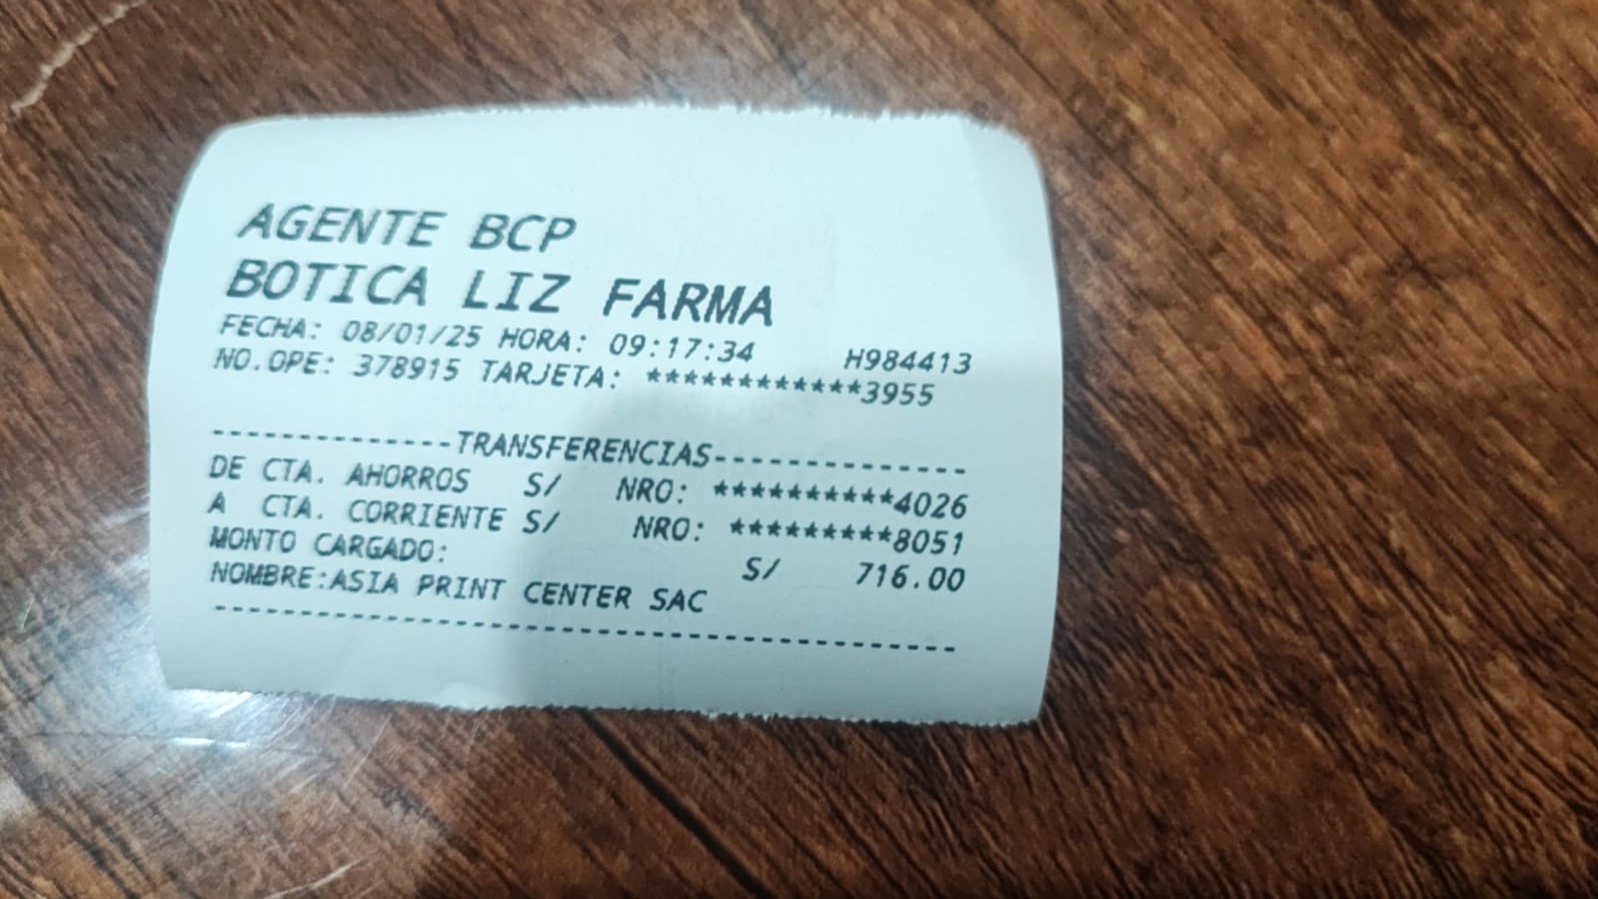 AGENTE BCP
BOTICA LIZ FARMA
FECHA: 08/01/25 HORA: 09:17:34 H984413
NO.OPE: 378915 TARJETA: ************3955
--------------TRANSFERENCIAS---------------
DE CTA. AHORROS S/ NRO: **********4026
A CTA. CORRIENTE S/ NRO: *********8051
MONTO CARGADO: S/ 716.00
NOMBRE:ASIA PRINT CENTER SAC
-------------------------------------------